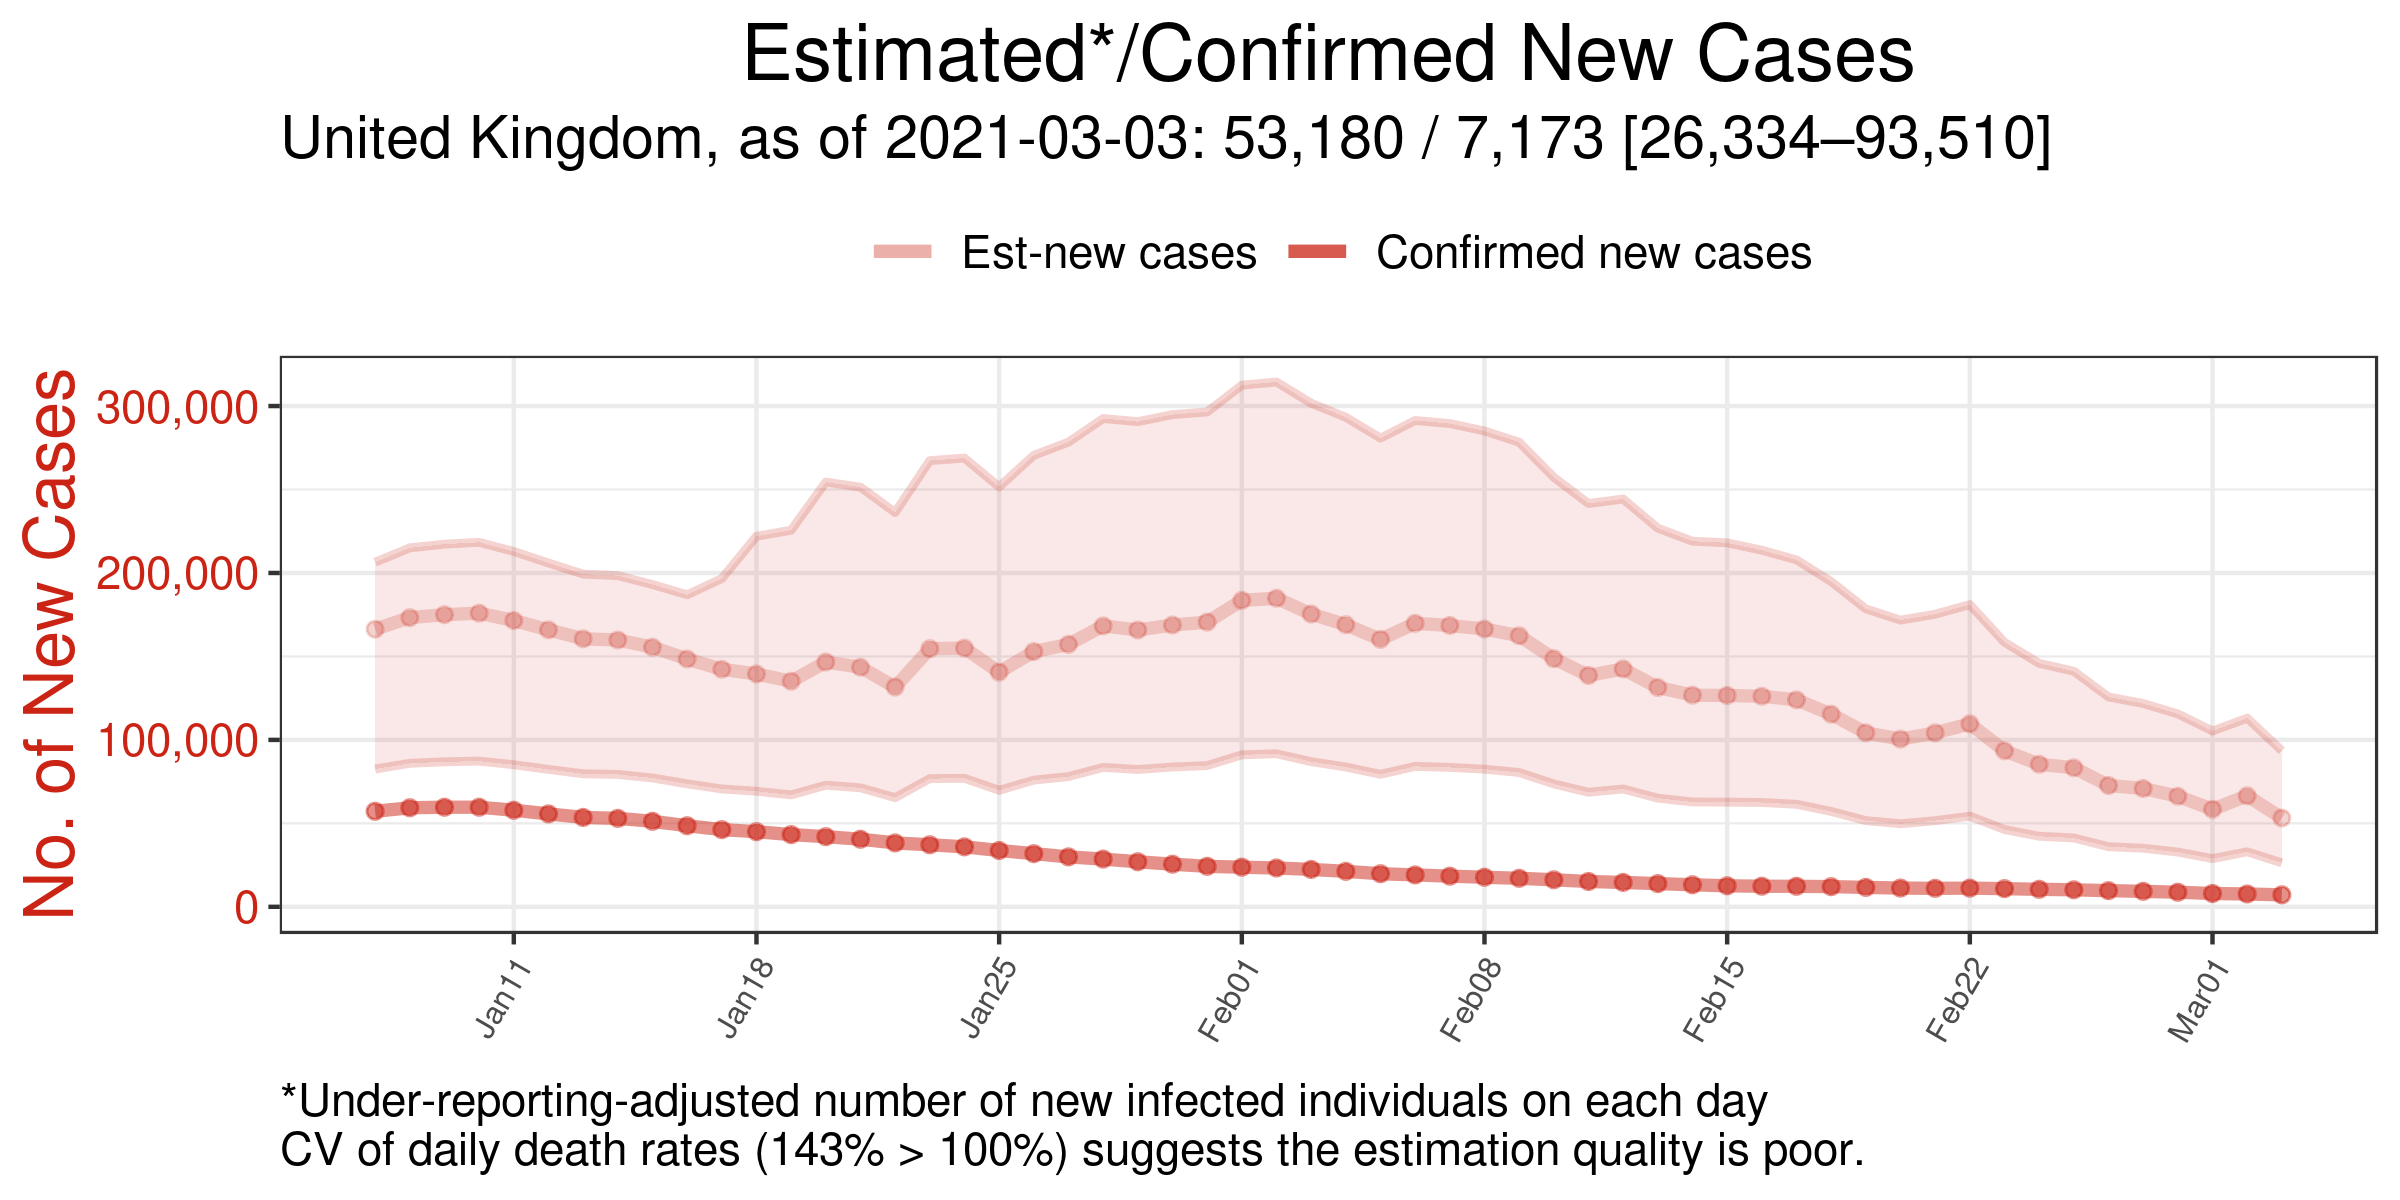 Estimated*/Confirmed New Cases
United Kingdom, as of 2021-03-03: 53,180 / 7,173 [26,334–93,510]
Est-new cases
Confirmed new cases
No. of New Cases
300,000
200,000
100,000
0
Jan11
Jan18
Jan25
Feb01
Feb08
Feb15
Feb22
Mar01
*Under-reporting-adjusted number of new infected individuals on each day
CV of daily death rates (143% > 100%) suggests the estimation quality is poor.